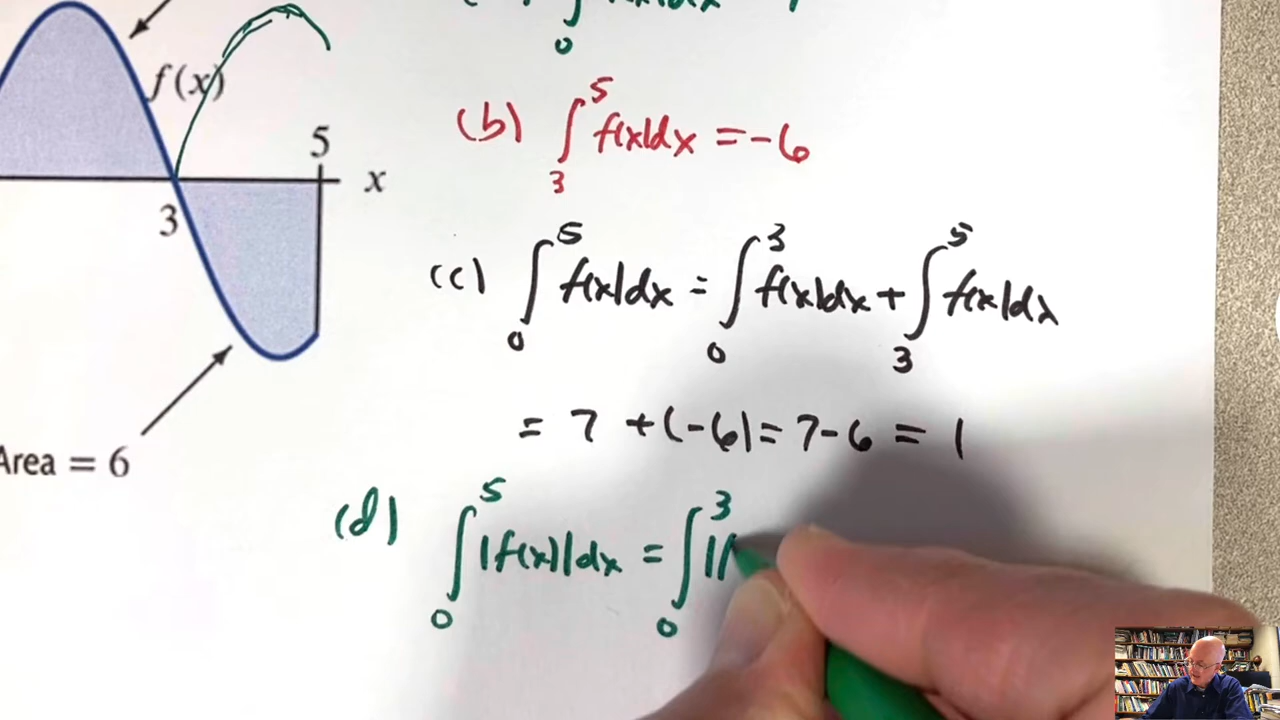 0
f(x)
(b) ∫₃⁵ f(x)dx = -6
5
x
3
(c) ∫₀⁵ f(x)dx = ∫₀³ f(x)dx + ∫₃⁵ f(x)dx
= 7 + (-6) = 7-6 = 1
Area = 6
(d) ∫₀⁵ |f(x)|dx = ∫₀³ |